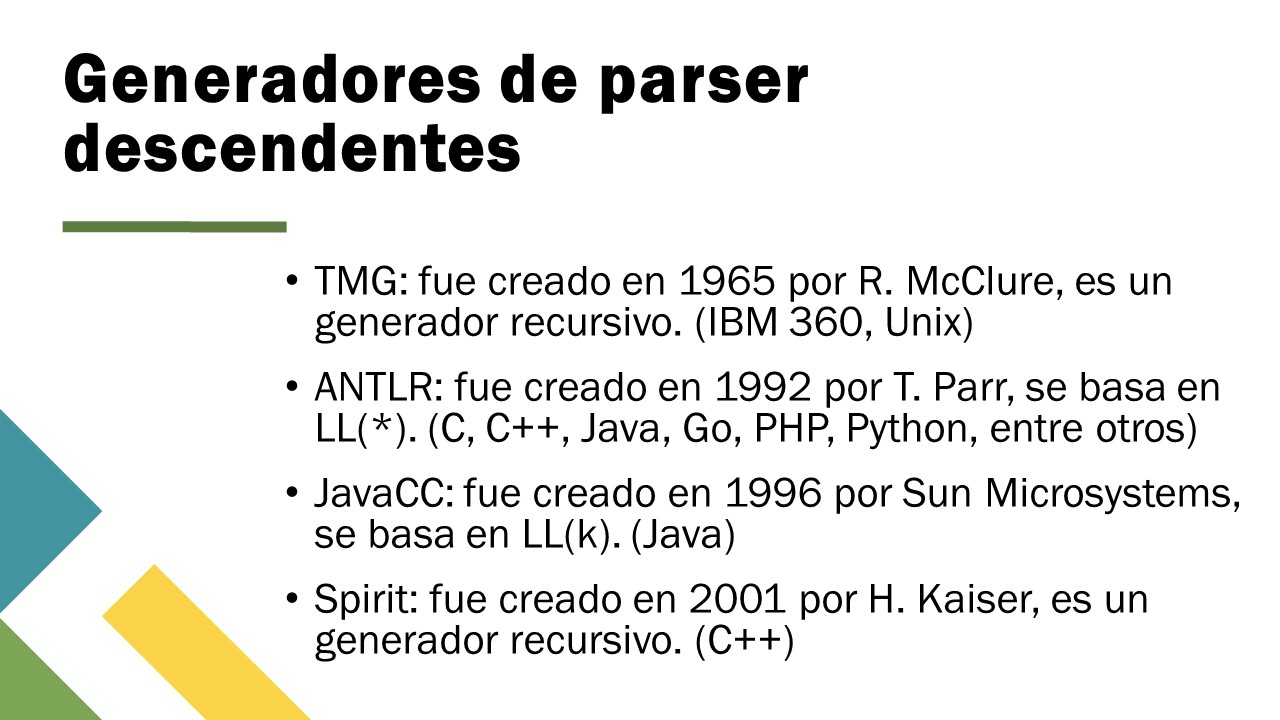 Generadores de parser
descendentes
• TMG: fue creado en 1965 por R. McClure, es un
generador recursivo. (IBM 360, Unix)
• ANTLR: fue creado en 1992 por T. Parr, se basa en
LL(*). (C, C++, Java, Go, PHP, Python, entre otros)
• JavaCC: fue creado en 1996 por Sun Microsystems,
se basa en LL(k). (Java)
• Spirit: fue creado en 2001 por H. Kaiser, es un
generador recursivo. (C++)